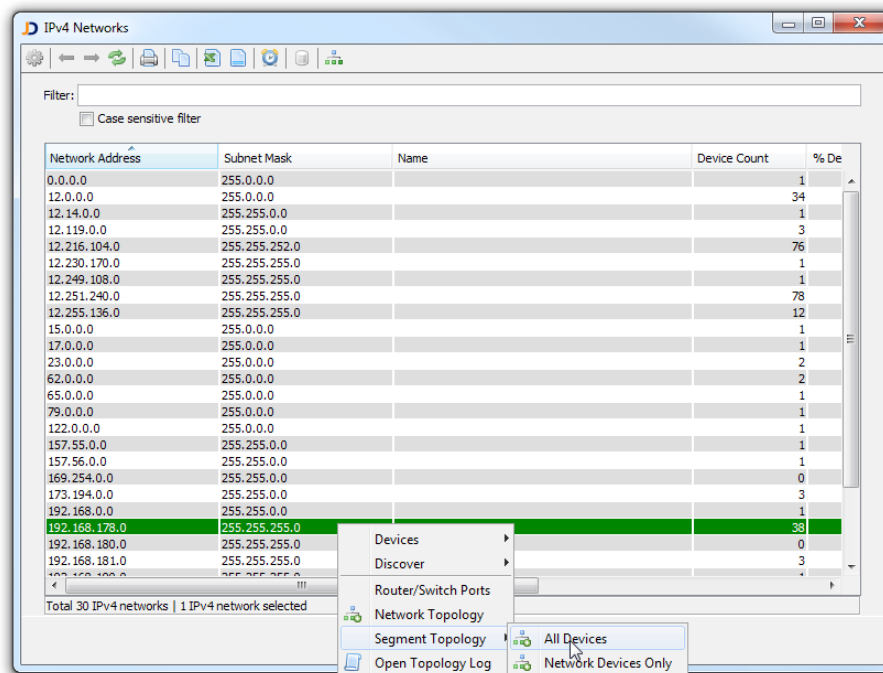 IPv4 Networks
Filter:
Case sensitive filter
Network Address Subnet Mask Name Device Count % De
0.0.0.0 255.0.0.0 1
12.0.0.0 255.0.0.0 34
12.14.0.0 255.255.0.0 1
12.119.0.0 255.255.0.0 3
12.216.104.0 255.255.252.0 76
12.230.170.0 255.255.255.0 1
12.249.108.0 255.255.255.0 1
12.251.240.0 255.255.255.0 78
12.255.136.0 255.255.255.0 12
15.0.0.0 255.0.0.0 1
17.0.0.0 255.0.0.0 1
23.0.0.0 255.0.0.0 2
62.0.0.0 255.0.0.0 2
65.0.0.0 255.0.0.0 1
79.0.0.0 255.0.0.0 1
122.0.0.0 255.0.0.0 1
157.55.0.0 255.255.0.0 1
157.56.0.0 255.255.0.0 1
169.254.0.0 255.255.0.0 0
173.194.0.0 255.255.0.0 3
192.168.0.0 255.255.0.0 1
192.168.178.0 255.255.255.0 38
192.168.180.0 255.255.255.0 0
192.168.181.0 255.255.255.0 3
Total 30 IPv4 networks | 1 IPv4 network selected
Devices
Discover
Router/Switch Ports
Network Topology
Segment Topology
Open Topology Log
All Devices
Network Devices Only